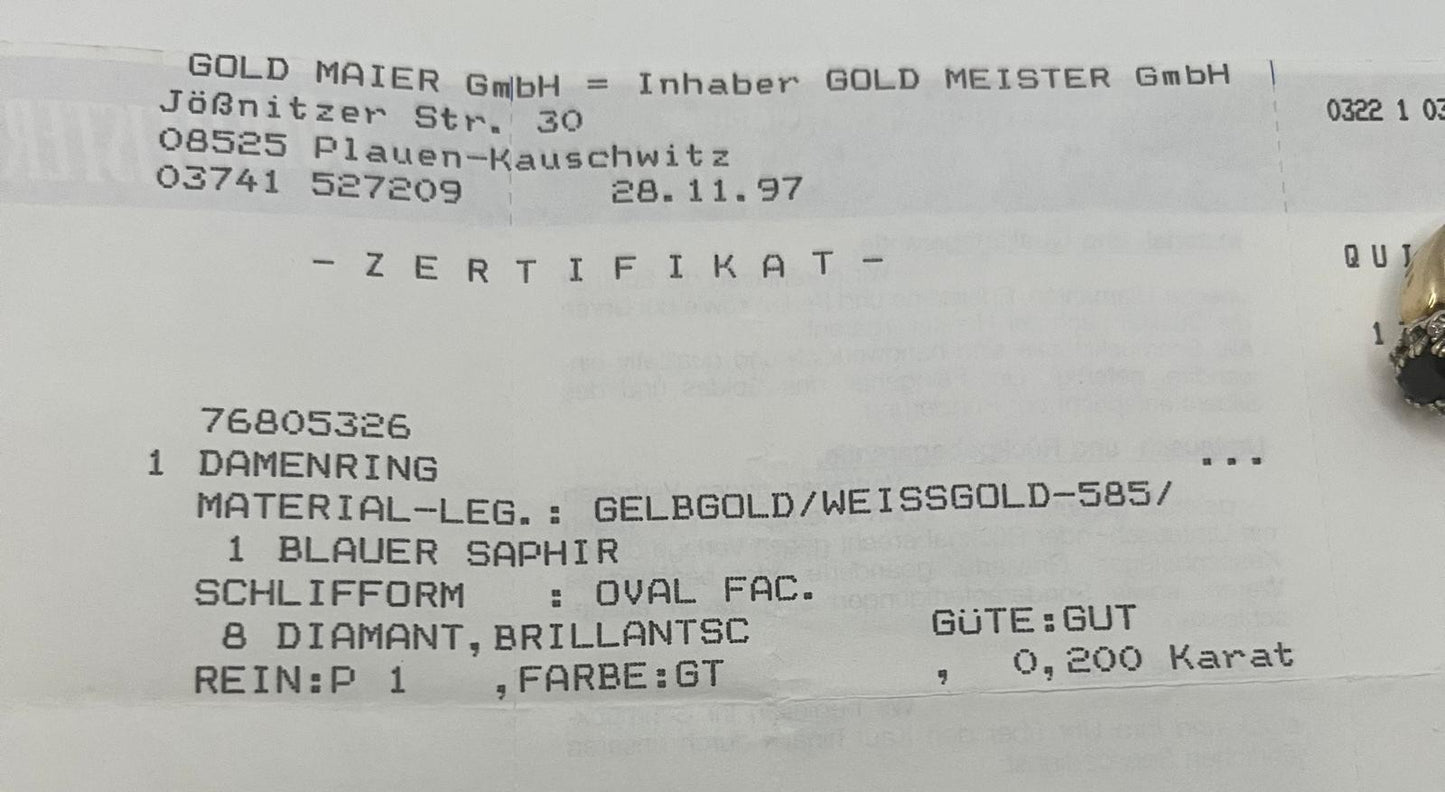 GOLD MAIER GmbH = Inhaber GOLD MEISTER GmbH
Jößnitzer Str. 30
08525 Plauen-Kauschwitz
03741 527209 28.11.97
0322 1 03
- Z E R T I F I K A T -
Q U I
1
76805326
1 DAMENRING ...
MATERIAL-LEG.: GELBGOLD/WEISSGOLD-585/
1 BLAUER SAPHIR
SCHLIFFORM : OVAL FAC.
8 DIAMANT,BRILLANTSC GÜTE:GUT
REIN:P 1 ,FARBE:GT , 0,200 Karat